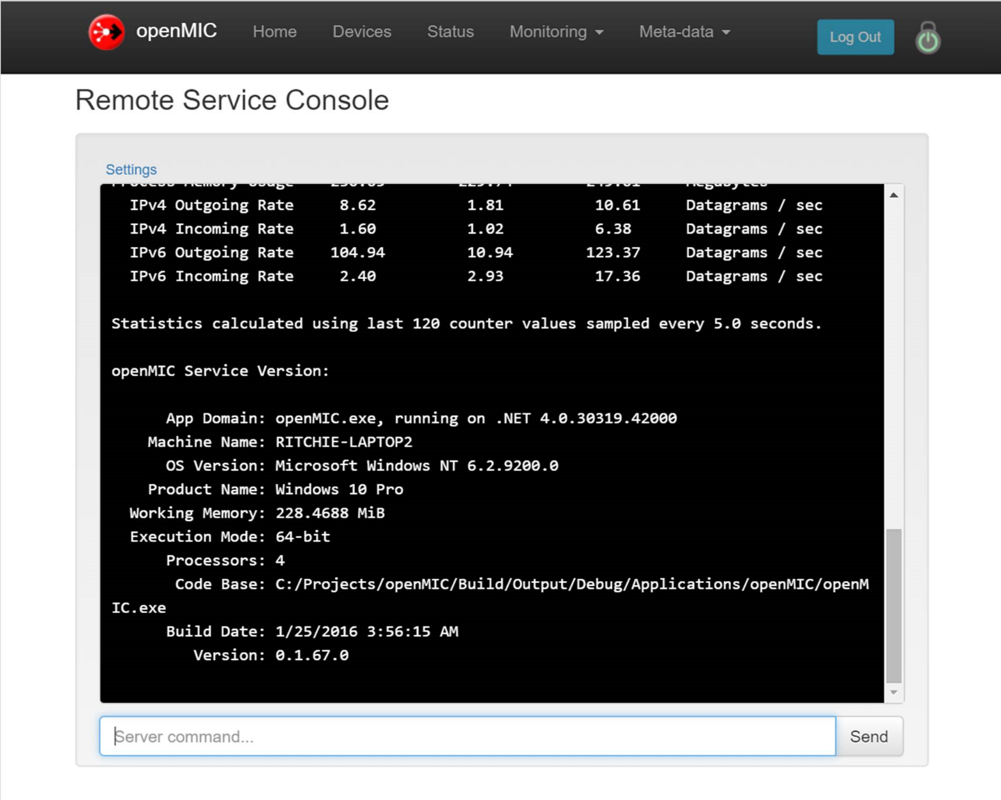 openMIC Home Devices Status Monitoring Meta-data Log Out
Remote Service Console
Settings
Process Memory Usage Megabytes
IPv4 Outgoing Rate 8.62 1.81 10.61 Datagrams / sec
IPv4 Incoming Rate 1.60 1.02 6.38 Datagrams / sec
IPv6 Outgoing Rate 104.94 10.94 123.37 Datagrams / sec
IPv6 Incoming Rate 2.40 2.93 17.36 Datagrams / sec
Statistics calculated using last 120 counter values sampled every 5.0 seconds.
openMIC Service Version:
App Domain: openMIC.exe, running on .NET 4.0.30319.42000
Machine Name: RITCHIE-LAPTOP2
OS Version: Microsoft Windows NT 6.2.9200.0
Product Name: Windows 10 Pro
Working Memory: 228.4688 MiB
Execution Mode: 64-bit
Processors: 4
Code Base: C:/Projects/openMIC/Build/Output/Debug/Applications/openMIC/openM
IC.exe
Build Date: 1/25/2016 3:56:15 AM
Version: 0.1.67.0
Server command... Send